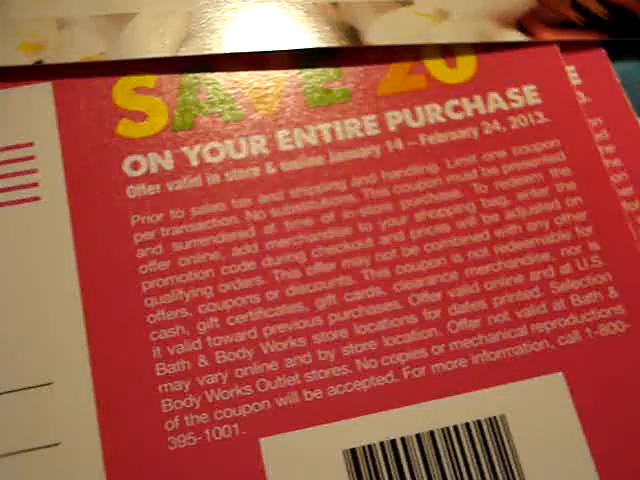 SAVE 20
ON YOUR ENTIRE PURCHASE
Offer valid in store & online January 14 – February 24, 2013.
Prior to sales tax and shipping and handling. Limit one coupon
per transaction. No substitutions. This coupon must be presented
and surrendered at time of in-store purchase. To redeem the
offer online, add merchandise to your shopping bag, enter the
promotion code during checkout and prices will be adjusted on
qualifying orders. This offer may not be combined with any other
offers, coupons or discounts. This coupon is not redeemable for
cash, gift certificates, gift cards, clearance merchandise, nor is
it valid toward previous purchases. Offer valid online and at U.S.
Bath & Body Works store locations for dates printed. Selection
may vary online and by store location. Offer not valid at Bath &
Body Works Outlet stores. No copies or mechanical reproductions
of the coupon will be accepted. For more information, call 1-800-
395-1001.